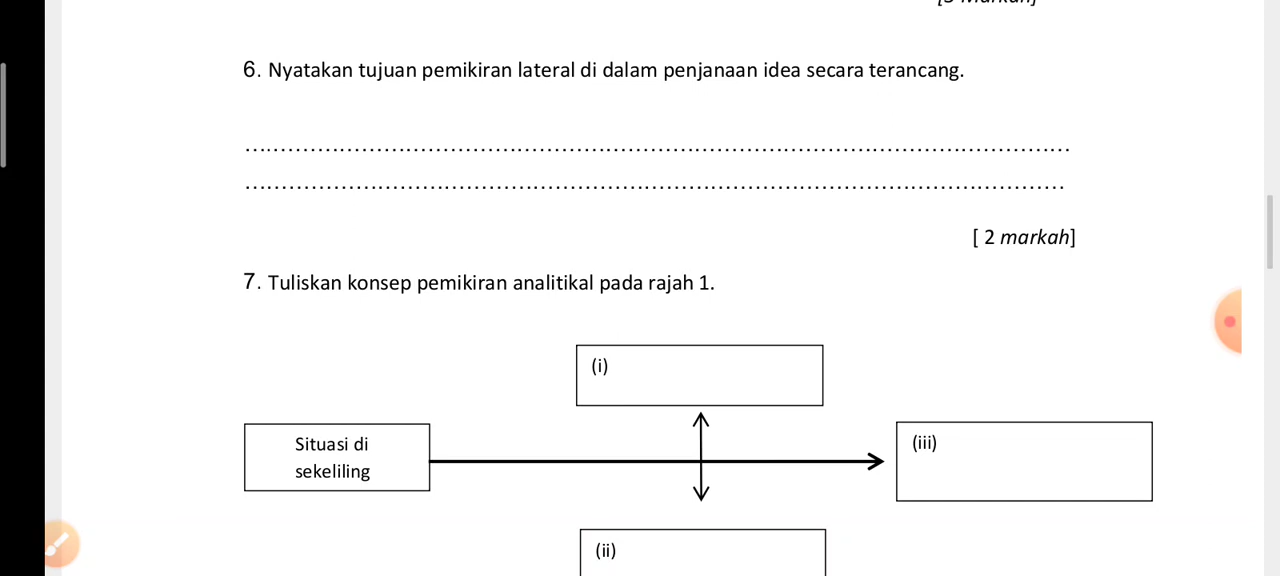 6. Nyatakan tujuan pemikiran lateral di dalam penjanaan idea secara terancang.
................................................................................................................
................................................................................................................
[ 2 markah]
7. Tuliskan konsep pemikiran analitikal pada rajah 1.
(i)
Situasi di
sekeliling
(iii)
(ii)